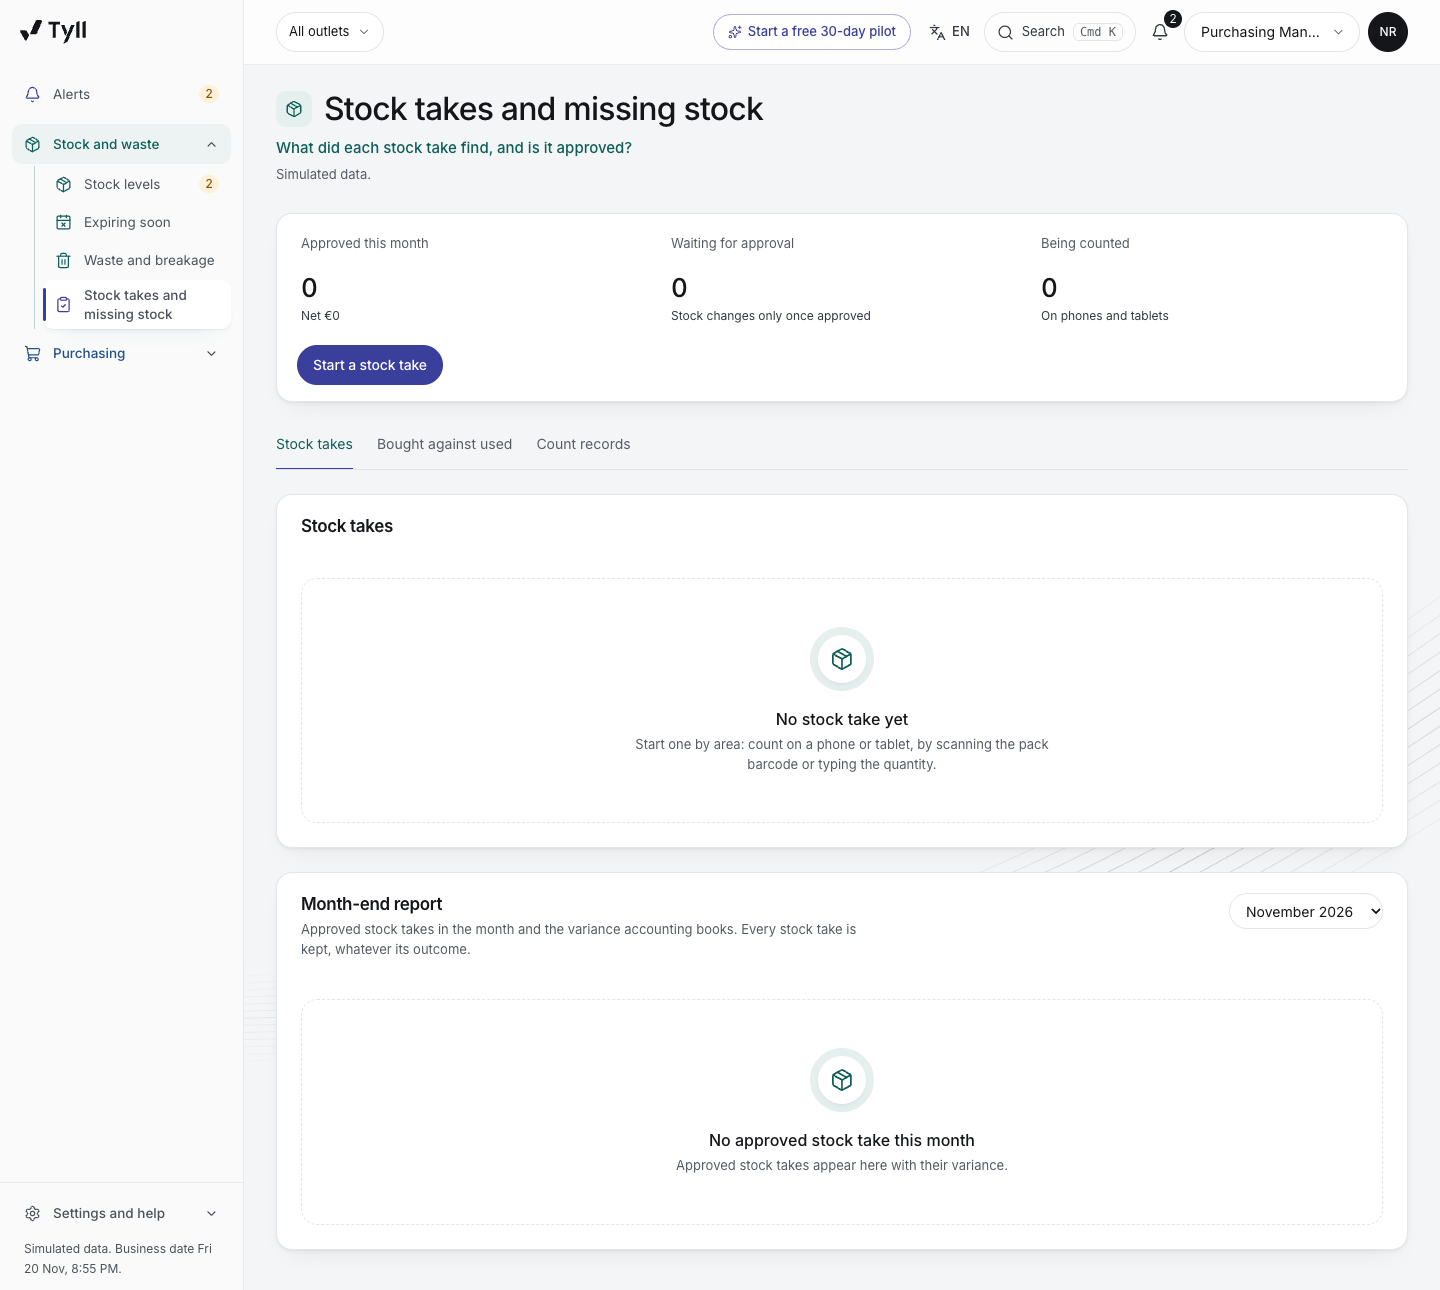 Tyll
All outlets
Start a free 30-day pilot
EN
Search
Cmd K
2
Purchasing Man...
NR
Alerts
2
Stock and waste
Stock levels
2
Expiring soon
Waste and breakage
Stock takes and
missing stock
Purchasing
Settings and help
Simulated data. Business date Fri
20 Nov, 8:55 PM.
Stock takes and missing stock
What did each stock take find, and is it approved?
Simulated data.
Approved this month
0
Net €0
Waiting for approval
0
Stock changes only once approved
Being counted
0
On phones and tablets
Start a stock take
Stock takes
Bought against used
Count records
Stock takes
No stock take yet
Start one by area: count on a phone or tablet, by scanning the pack
barcode or typing the quantity.
Month-end report
Approved stock takes in the month and the variance accounting books. Every stock take is
kept, whatever its outcome.
November 2026
No approved stock take this month
Approved stock takes appear here with their variance.